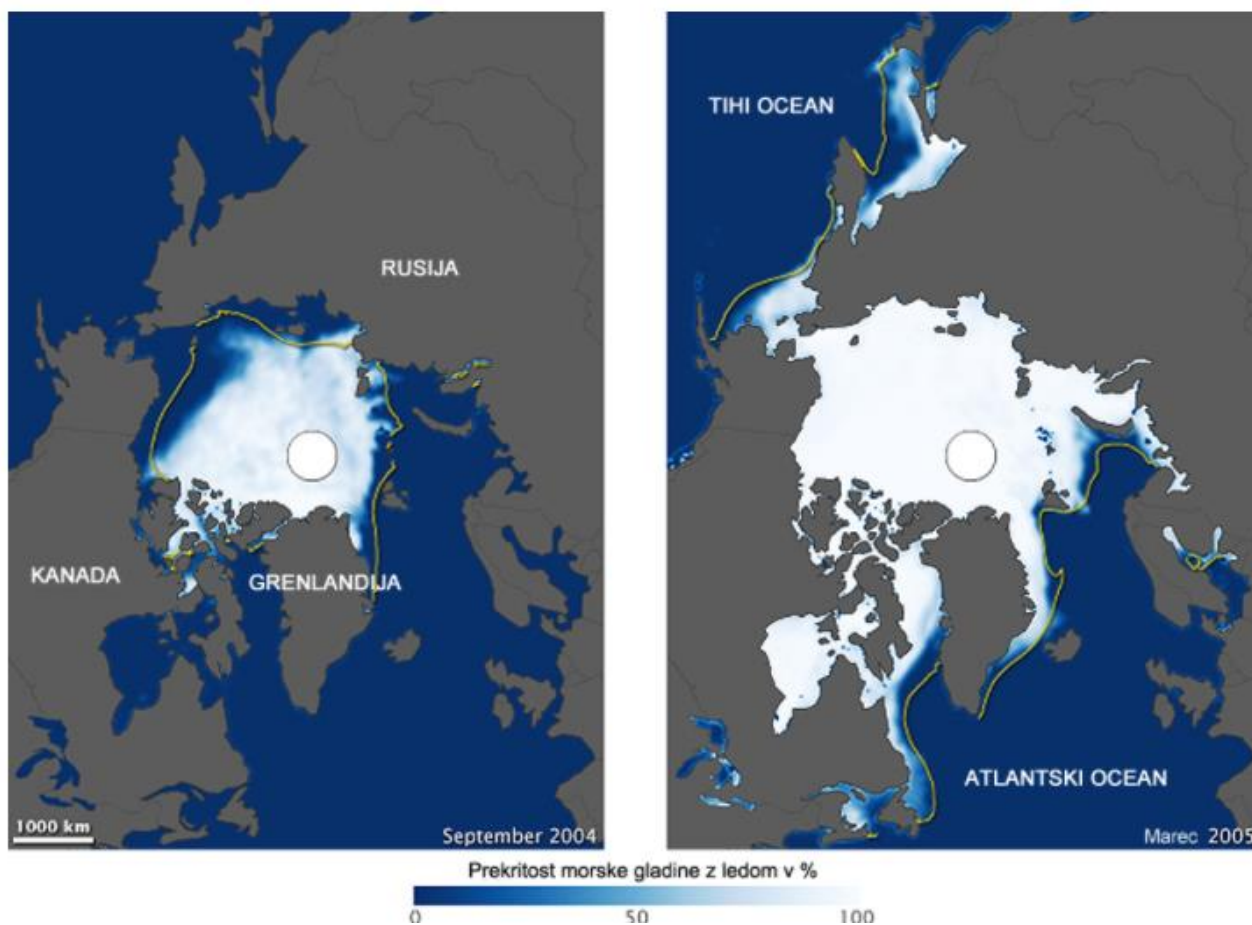 RUSIJA
KANADA
GRENLANDIJA
1000 km
September 2004
TIHI OCEAN
ATLANTSKI OCEAN
Marec 2005
Prekritost morske gladine z ledom v %
0 50 100